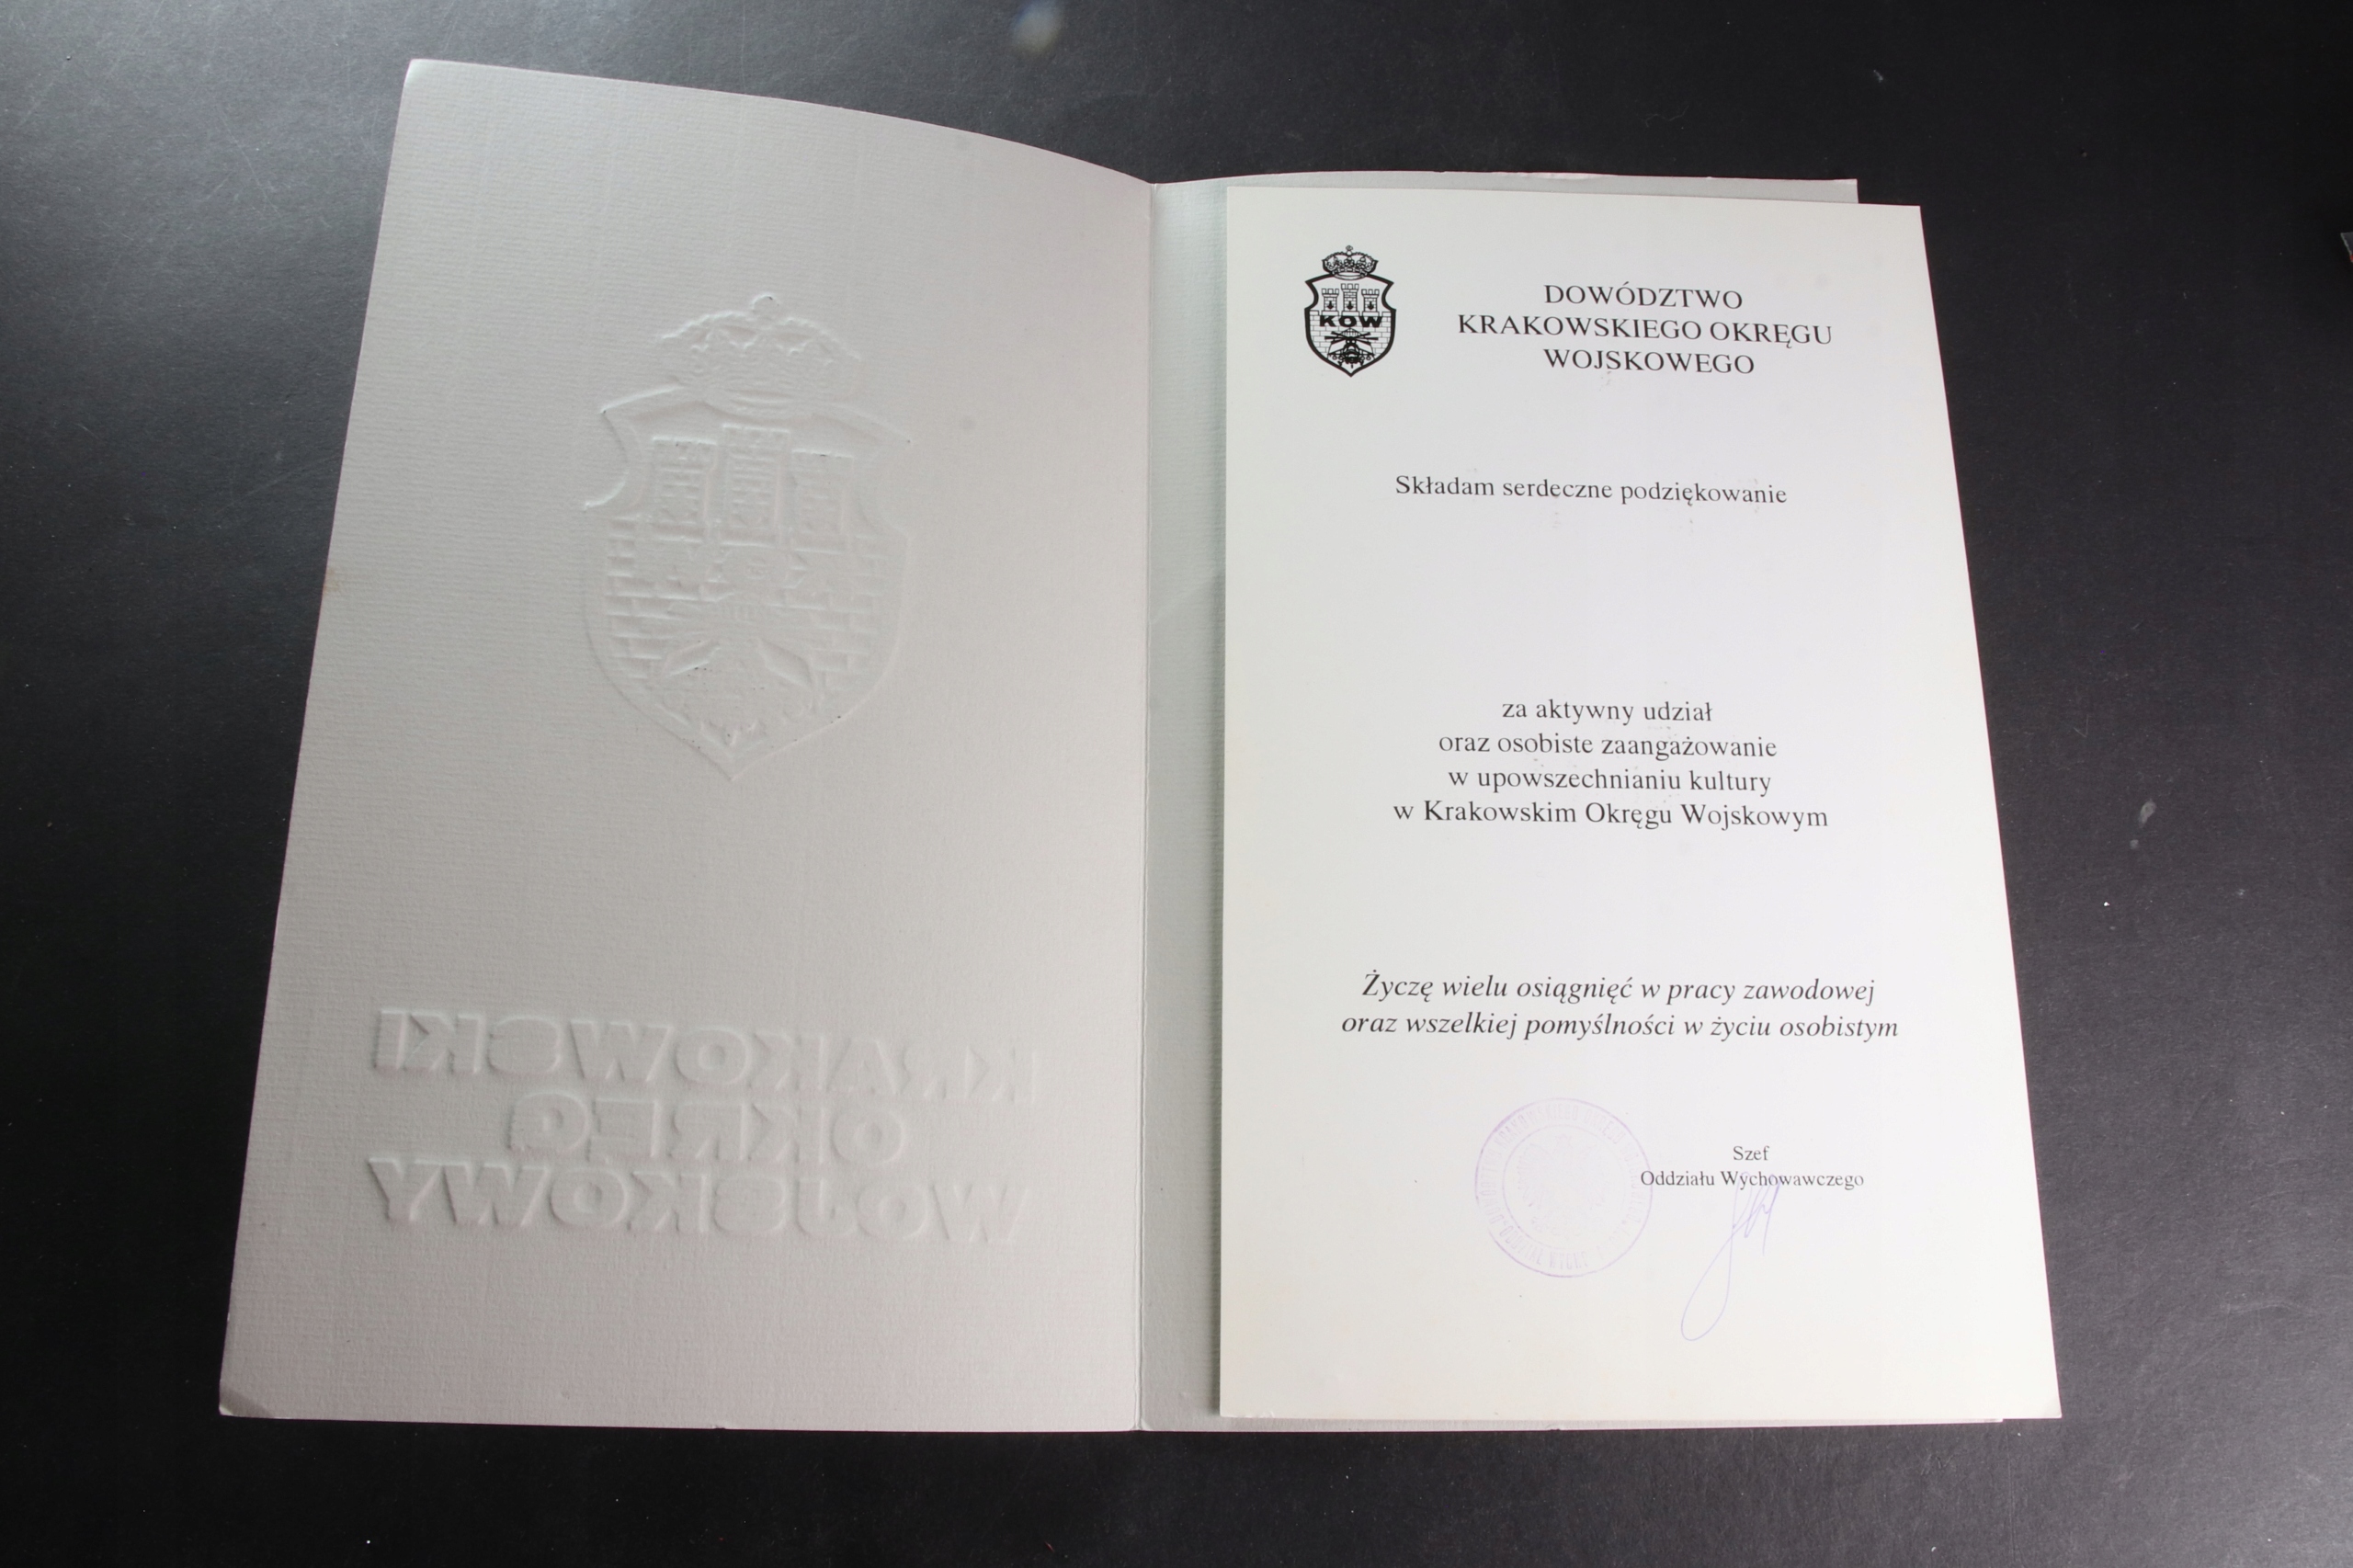 KRAKOWSKI
OKRĘG
WOJSKOWY
KOW
DOWÓDZTWO
KRAKOWSKIEGO OKRĘGU
WOJSKOWEGO
Składam serdeczne podziękowanie
za aktywny udział
oraz osobiste zaangażowanie
w upowszechnianiu kultury
w Krakowskim Okręgu Wojskowym
Życzę wielu osiągnięć w pracy zawodowej
oraz wszelkiej pomyślności w życiu osobistym
Szef
Oddziału Wychowawczego